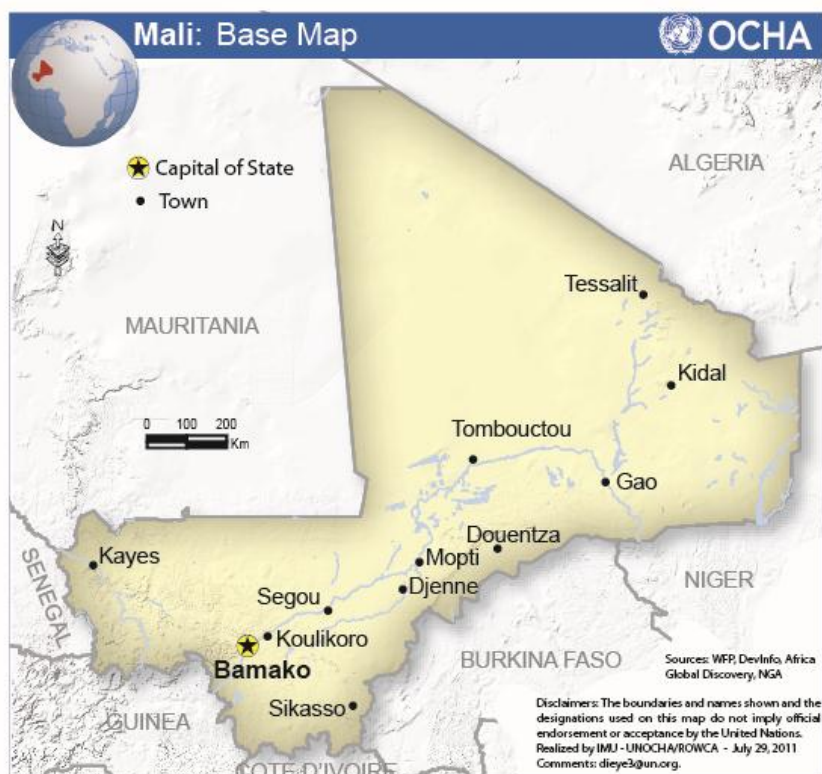 Mali: Base Map
OCHA
Capital of State
Town
N
ALGERIA
MAURITANIA
Tessalit
Kidal
0 100 200
Km
Tombouctou
Gao
Douentza
Mopti
Kayes
Djenne
SENEGAL
NIGER
Segou
Koulikoro
Bamako
BURKINA FASO
Sikasso
GUINEA
COTE D'IVOIRE
Sources: WFP, DevInfo, Africa
Global Discovery, NGA
Disclaimers: The boundaries and names shown and the
designations used on this map do not imply official
endorsement or acceptance by the United Nations.
Realized by IMU - UNOCHA/ROWCA - July 29, 2011
Comments: dieye3@un.org.